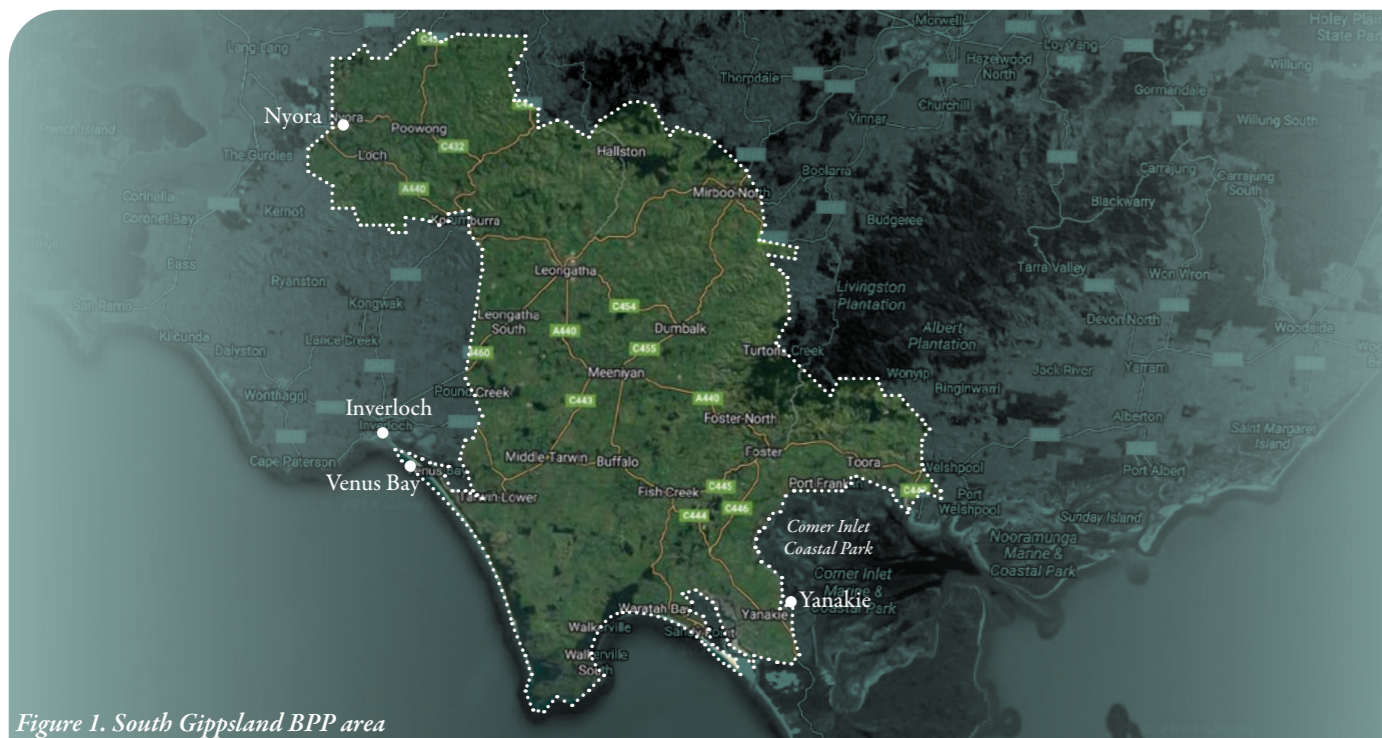 Lang-Lang
Morwell
Holey Plain
State Park
Loy Yang
Willung
Hazelwood
North
Thorpdale
Gormandale
Churchill
Yinnar
Willung South
French Island
Nyora
Poowong
Loch
C432
Hallston
The Gurdies
A440
Mirboo North
Boolarra
Carrajung
Carrajung
South
Corinella
Coronet Bay
Kernot
Korumburra
Budgeree
Blackwarry
Bass
Ryanston
Leongatha
Tarra Valley
Won Wron
San Remo
Kongwak
Livingston
Plantation
Leongatha
South
C454
Devon North
Woodside
Kilcunda
Lance Creek
A440
Dumbalk
Albert
Plantation
Dalyston
C455
Turtons Creek
Yarram
Meeniyan
Wonyip
Jack River
Wonthaggi
Pound Creek
C443
A440
Binginwarri
Inverloch
Inverloch
Foster North
Alberton
Saint Margaret
Island
Cape Paterson
Middle Tarwin
Buffalo
Foster
Toora
Welshpool
Port Albert
Venus Bay
Venus Bay
Tarwin-Lower
Fish Creek
C445
Port Franklin
Port
Welshpool
C444
C446
Sunday Island
Corner Inlet
Coastal Park
Nooramunga
Marine &
Coastal Park
Corner Inlet
Marine &
Coastal Park
Yanakie
Waratah Bay
Yanakie
Walkerville
Sandy Point
Walkerville
South
Figure 1. South Gippsland BPP area